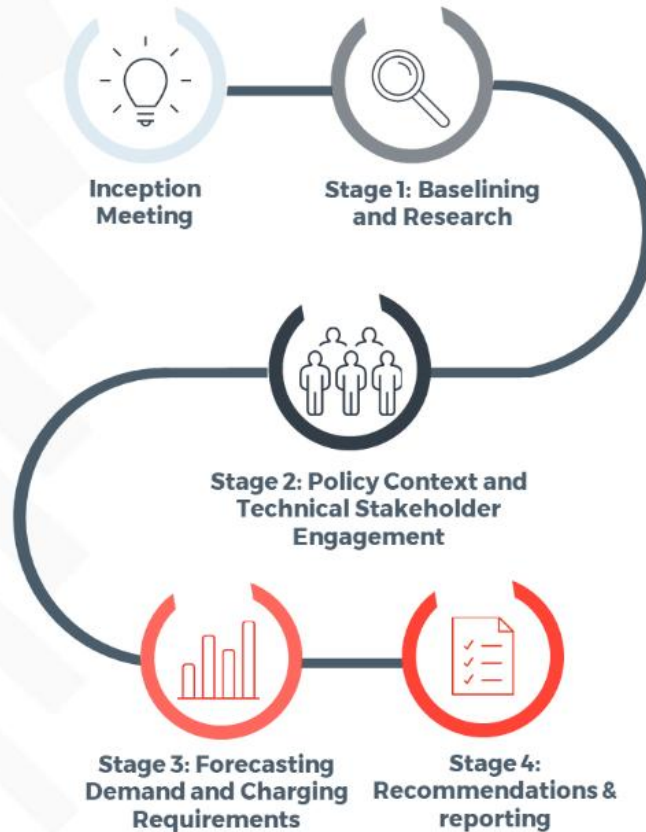 Inception
Meeting
Stage 1: Baselining
and Research
Stage 2: Policy Context and
Technical Stakeholder
Engagement
Stage 3: Forecasting
Demand and Charging
Requirements
Stage 4:
Recommendations &
reporting